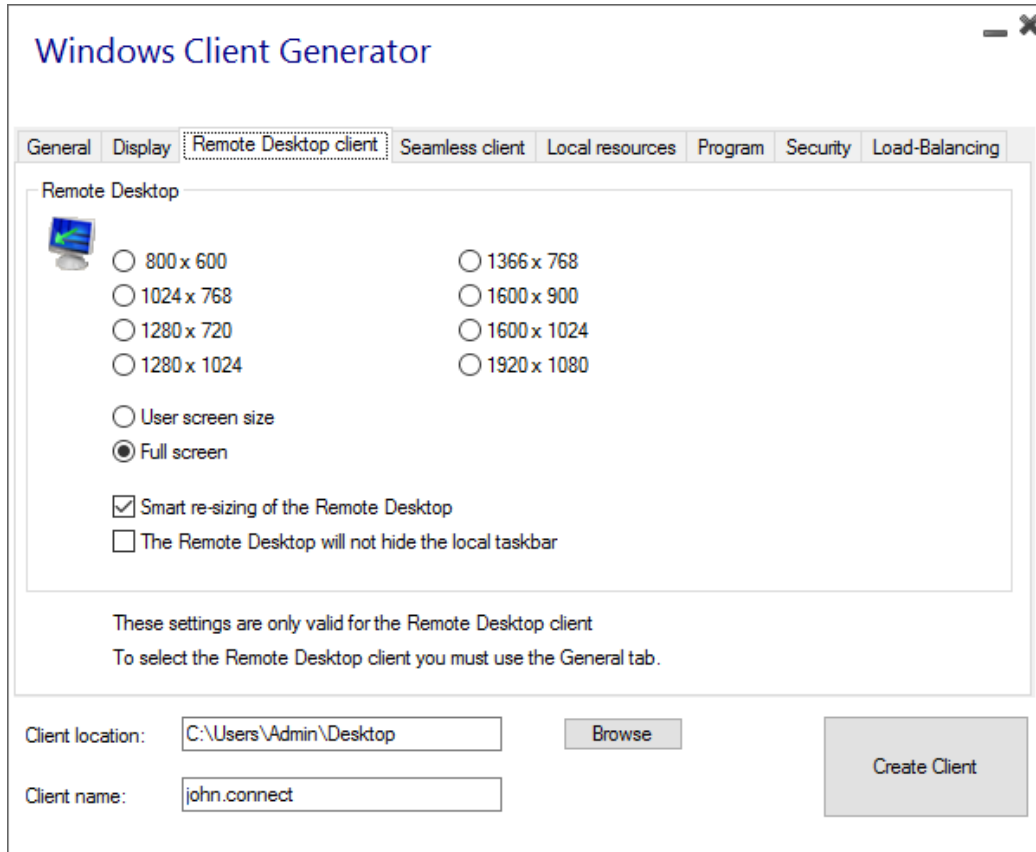 Windows Client Generator
General Display Remote Desktop client Seamless client Local resources Program Security Load-Balancing
Remote Desktop
800 x 600 1366 x 768
1024 x 768 1600 x 900
1280 x 720 1600 x 1024
1280 x 1024 1920 x 1080
User screen size
Full screen
Smart re-sizing of the Remote Desktop
The Remote Desktop will not hide the local taskbar
These settings are only valid for the Remote Desktop client
To select the Remote Desktop client you must use the General tab.
Client location: C:\Users\Admin\Desktop Browse
Create Client
Client name: john.connect